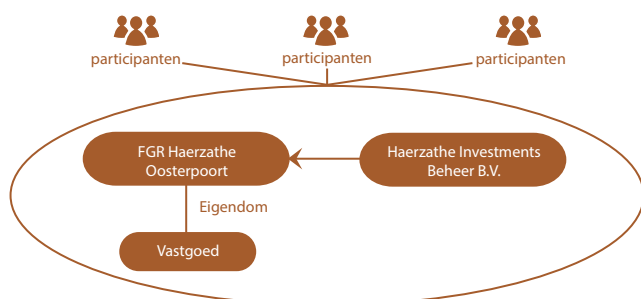 participanten
participanten
participanten
FGR Haerzathe
Oosterpoort
Haerzathe Investments
Beheer B.V.
Eigendom
Vastgoed